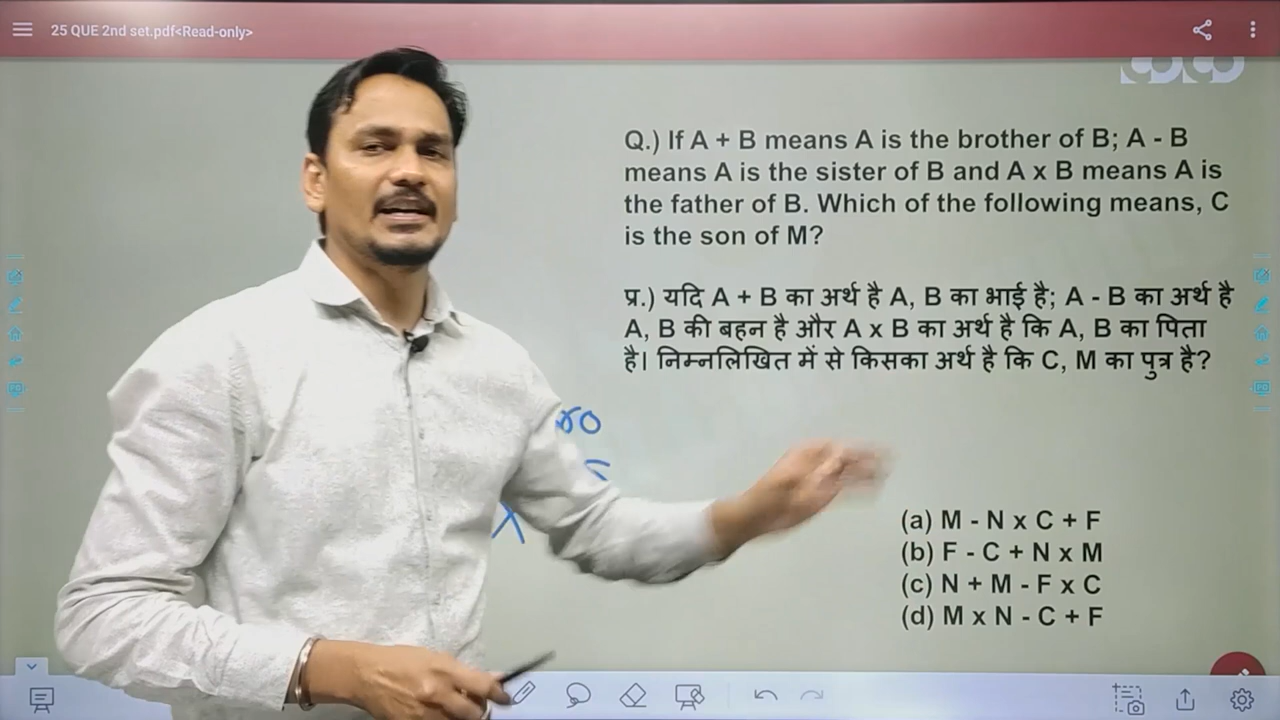 25 QUE 2nd set.pdf<Read-only>
Q.) If A + B means A is the brother of B; A - B
means A is the sister of B and A x B means A is
the father of B. Which of the following means, C
is the son of M?
प्र.) यदि A + B का अर्थ है A, B का भाई है; A - B का अर्थ है
A, B की बहन है और A x B का अर्थ है कि A, B का पिता
है। निम्नलिखित में से किसका अर्थ है कि C, M का पुत्र है?
(a) M - N x C + F
(b) F - C + N x M
(c) N + M - F x C
(d) M x N - C + F